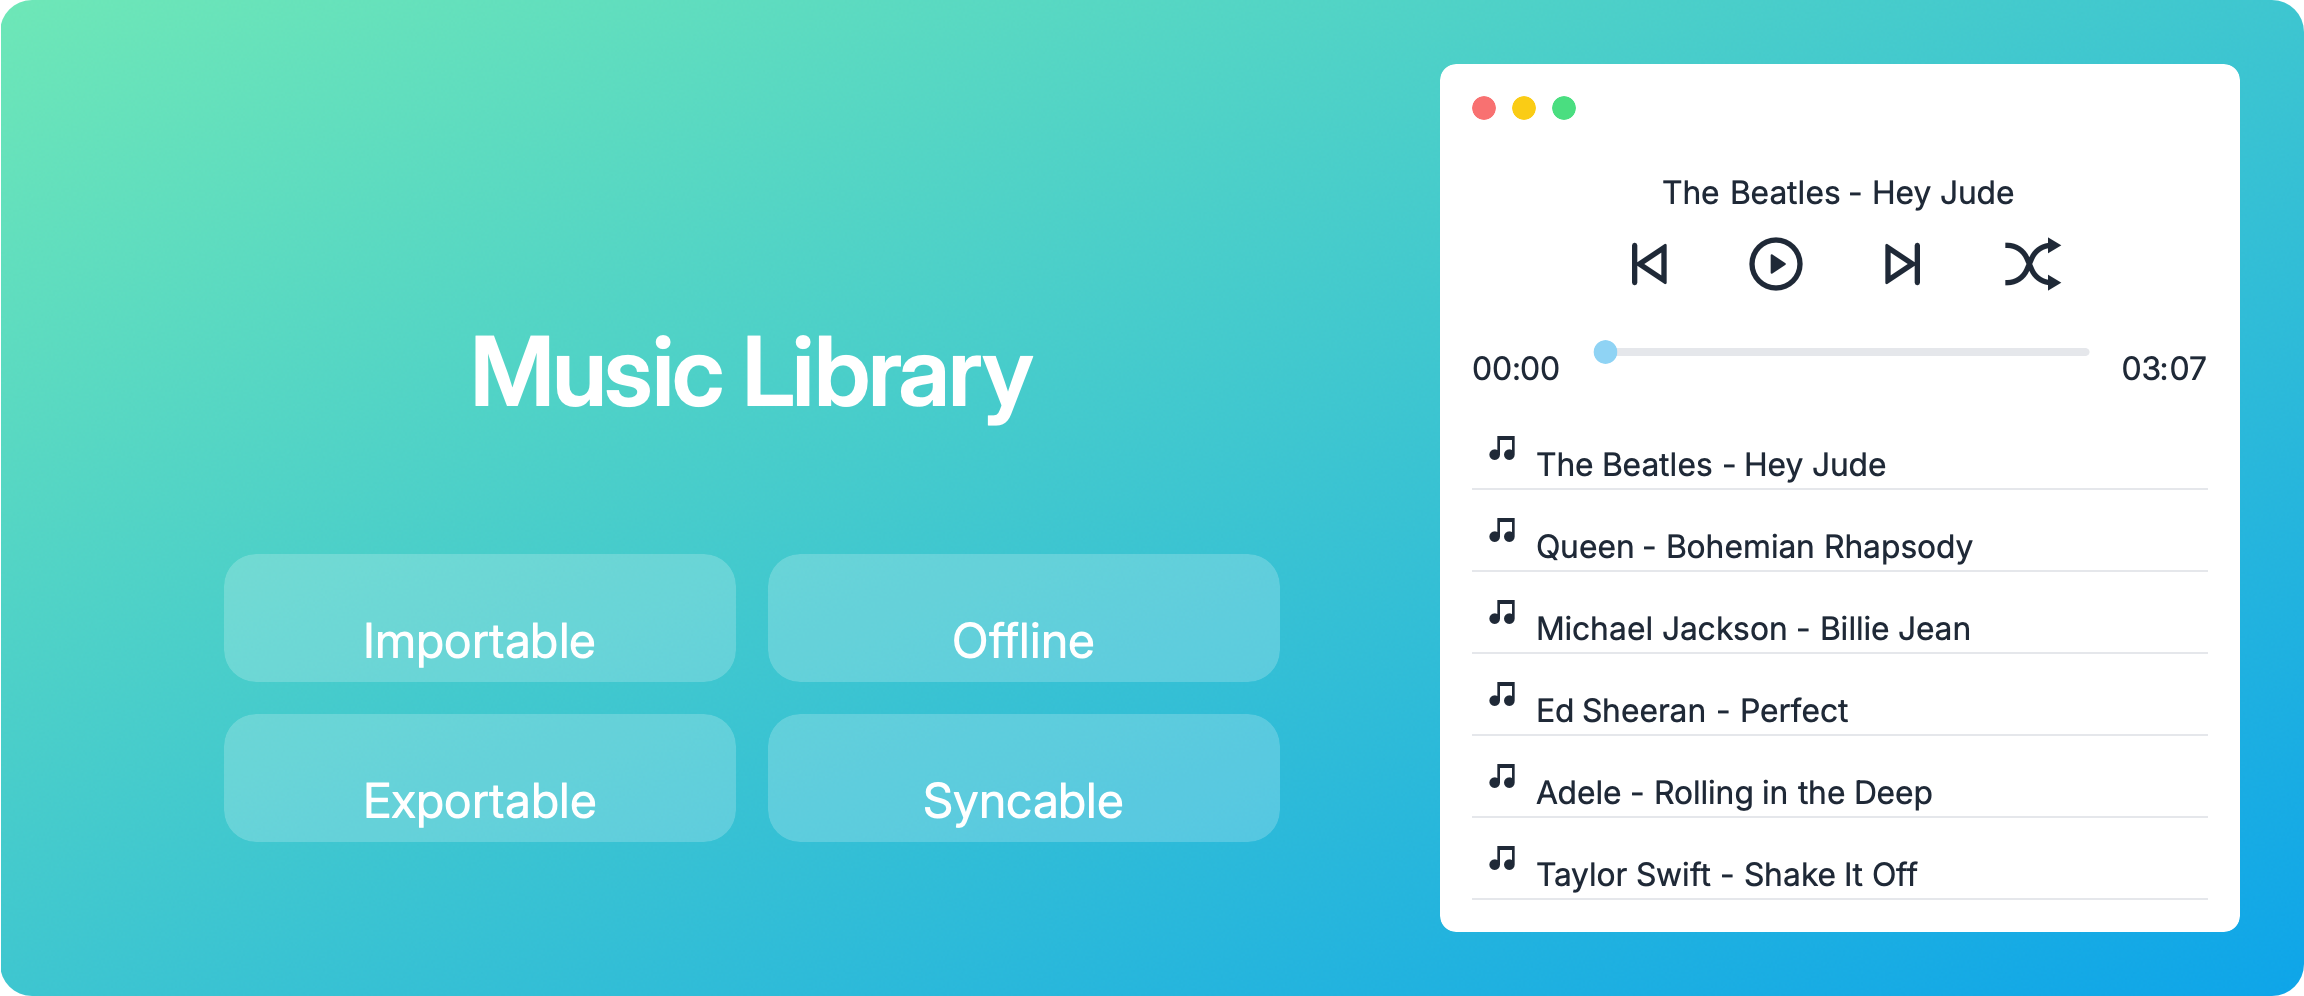 Music Library
Importable
Offline
Exportable
Syncable
The Beatles - Hey Jude
00:00
03:07
The Beatles - Hey Jude
Queen - Bohemian Rhapsody
Michael Jackson - Billie Jean
Ed Sheeran - Perfect
Adele - Rolling in the Deep
Taylor Swift - Shake It Off